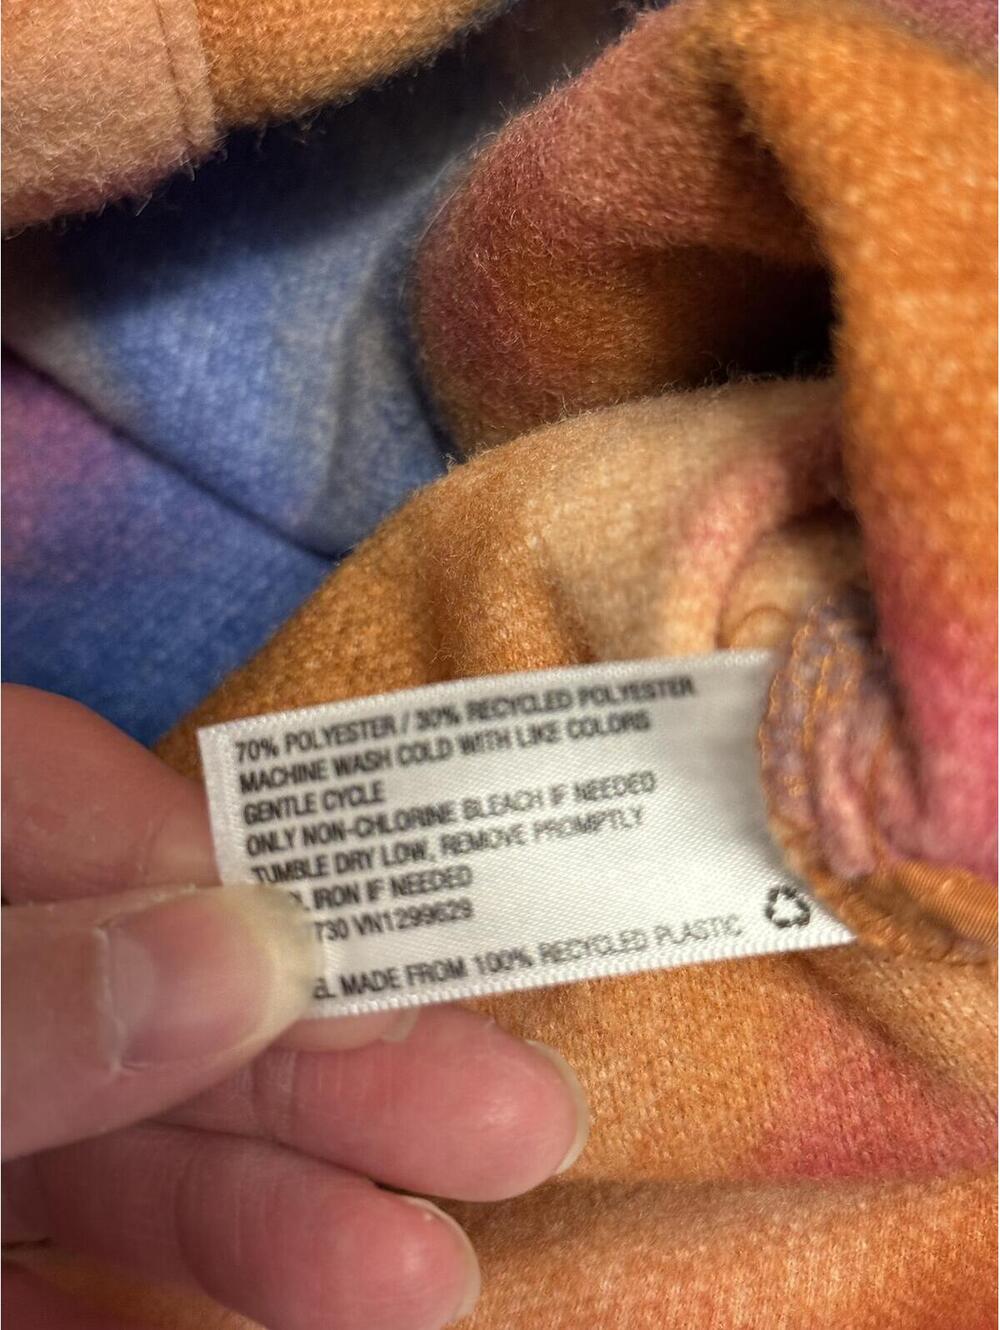 70% POLYESTER / 30% RECYCLED POLYESTER
MACHINE WASH COLD WITH LIKE COLORS
GENTLE CYCLE
ONLY NON-CHLORINE BLEACH IF NEEDED
TUMBLE DRY LOW, REMOVE PROMPTLY
IRON IF NEEDED
730 VN1299629
EL MADE FROM 100% RECYCLED PLASTIC